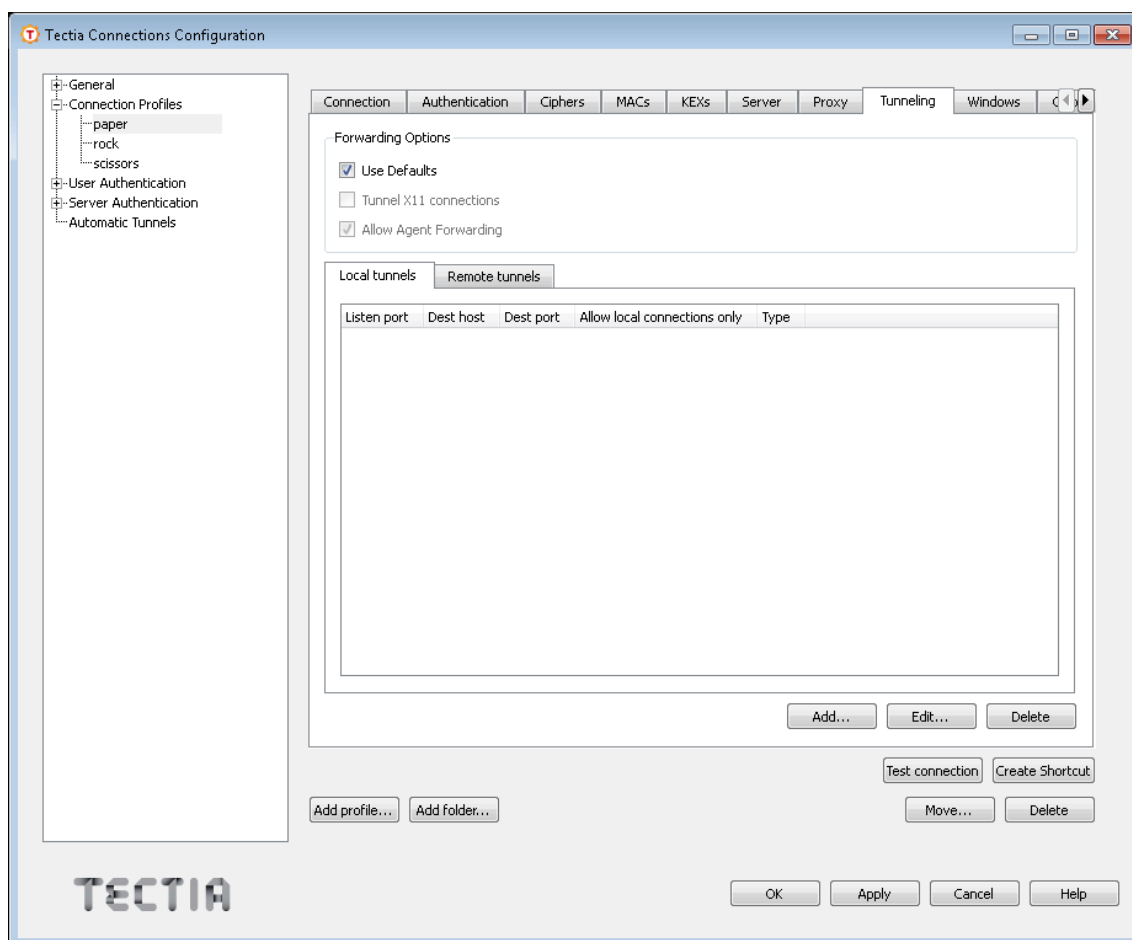 Tectia Connections Configuration
General
Connection Profiles
paper
rock
scissors
User Authentication
Server Authentication
Automatic Tunnels
Connection Authentication Ciphers MACs KEXs Server Proxy Tunneling Windows
Forwarding Options
Use Defaults
Tunnel X11 connections
Allow Agent Forwarding
Local tunnels Remote tunnels
Listen port Dest host Dest port Allow local connections only Type
Add... Edit... Delete
Test connection Create Shortcut
Add profile... Add folder... Move... Delete
TECTIA
OK Apply Cancel Help